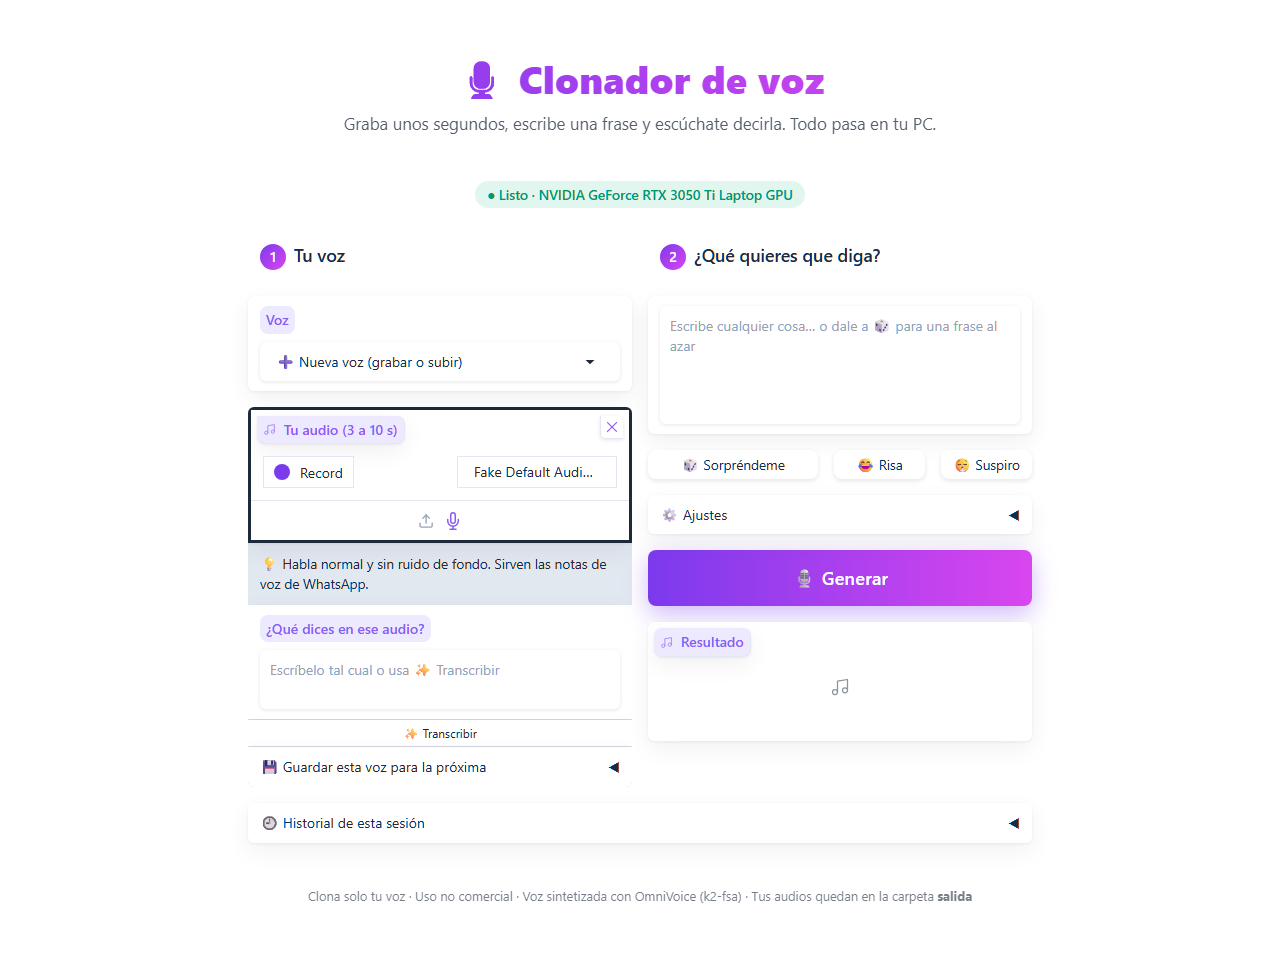 Clonador de voz
Graba unos segundos, escribe una frase y escúchate decirla. Todo pasa en tu PC.
● Listo · NVIDIA GeForce RTX 3050 Ti Laptop GPU
1 Tu voz
Voz
➕ Nueva voz (grabar o subir)
Tu audio (3 a 10 s)
Record
Fake Default Audi...
💡 Habla normal y sin ruido de fondo. Sirven las notas de
voz de WhatsApp.
¿Qué dices en ese audio?
Escríbelo tal cual o usa ✨ Transcribir
✨ Transcribir
💾 Guardar esta voz para la próxima
2 ¿Qué quieres que diga?
Escribe cualquier cosa... o dale a 🎲 para una frase al
azar
🎲 Sorpréndeme
😂 Risa
😮‍💨 Suspiro
⚙️ Ajustes
🎙️ Generar
Resultado
🕘 Historial de esta sesión
Clona solo tu voz · Uso no comercial · Voz sintetizada con OmniVoice (k2-fsa) · Tus audios quedan en la carpeta salida